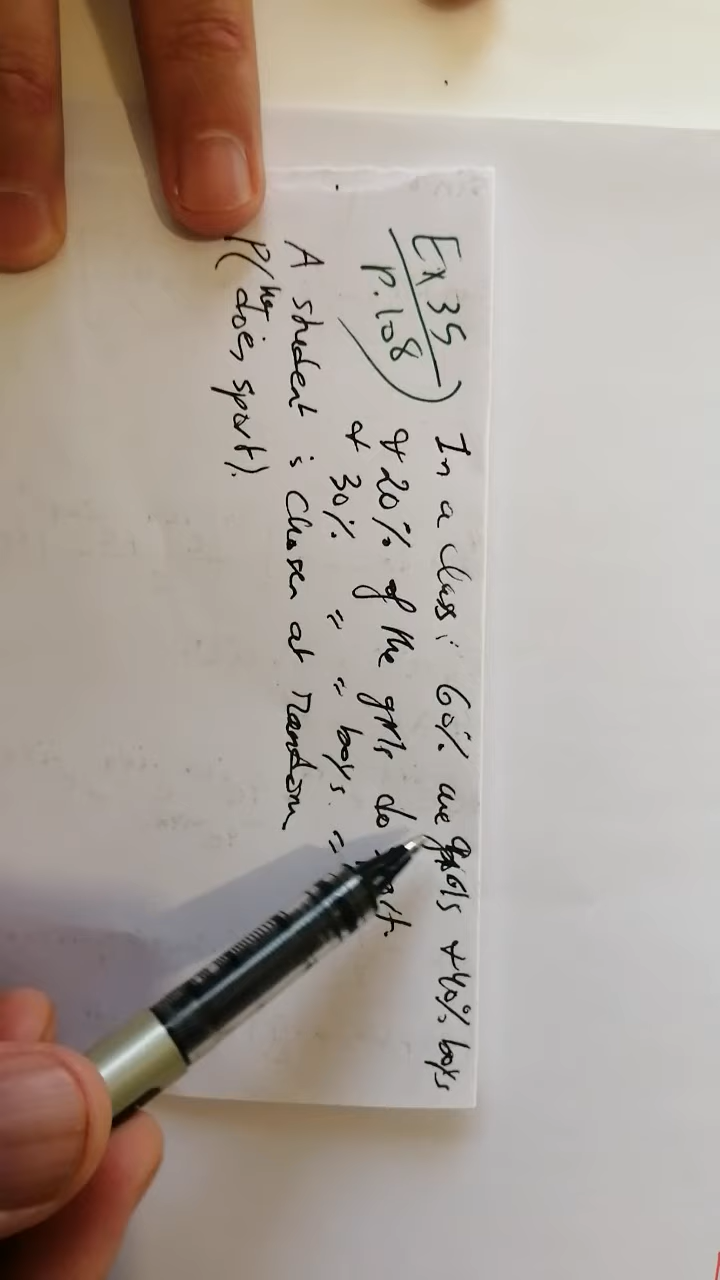 Ex 35
p.108
In a class: 60% are girls & 40% boys
& 20% of the girls do
& 30% " " boys "
A student is chosen at random
P(he does sport).